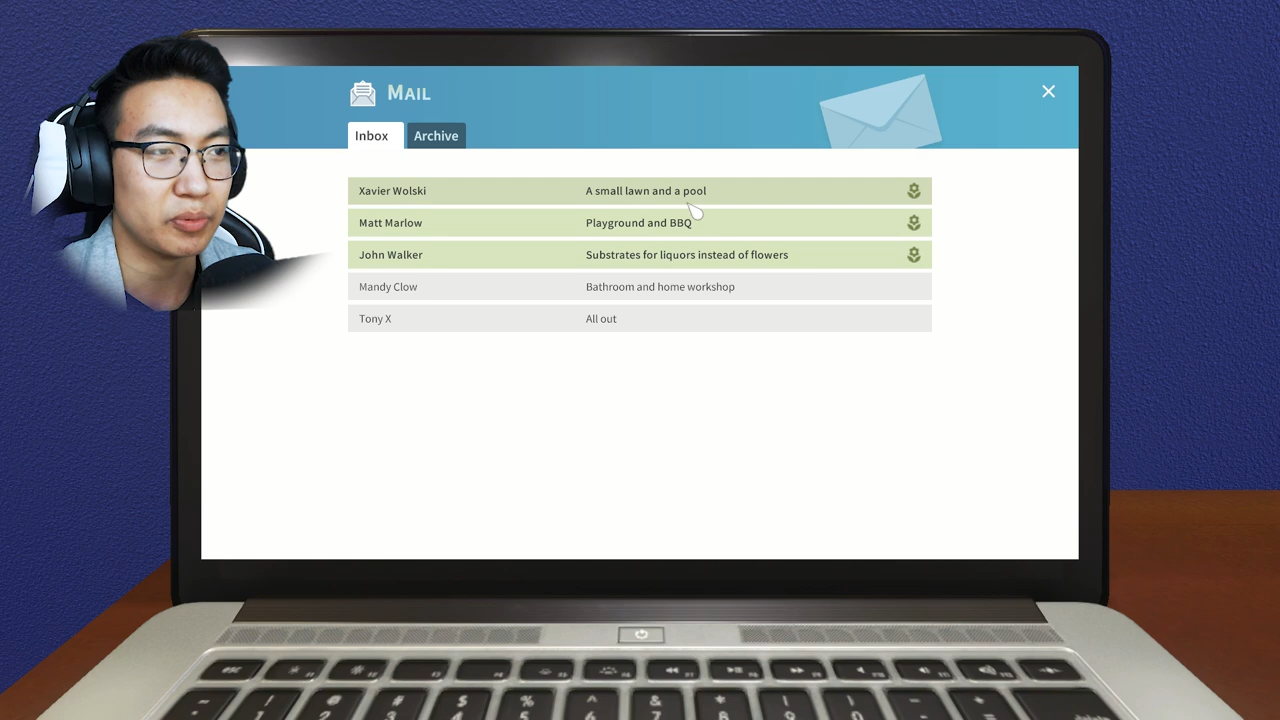 Mail
Inbox Archive
Xavier Wolski A small lawn and a pool
Matt Marlow Playground and BBQ
John Walker Substrates for liquors instead of flowers
Mandy Clow Bathroom and home workshop
Tony X All out